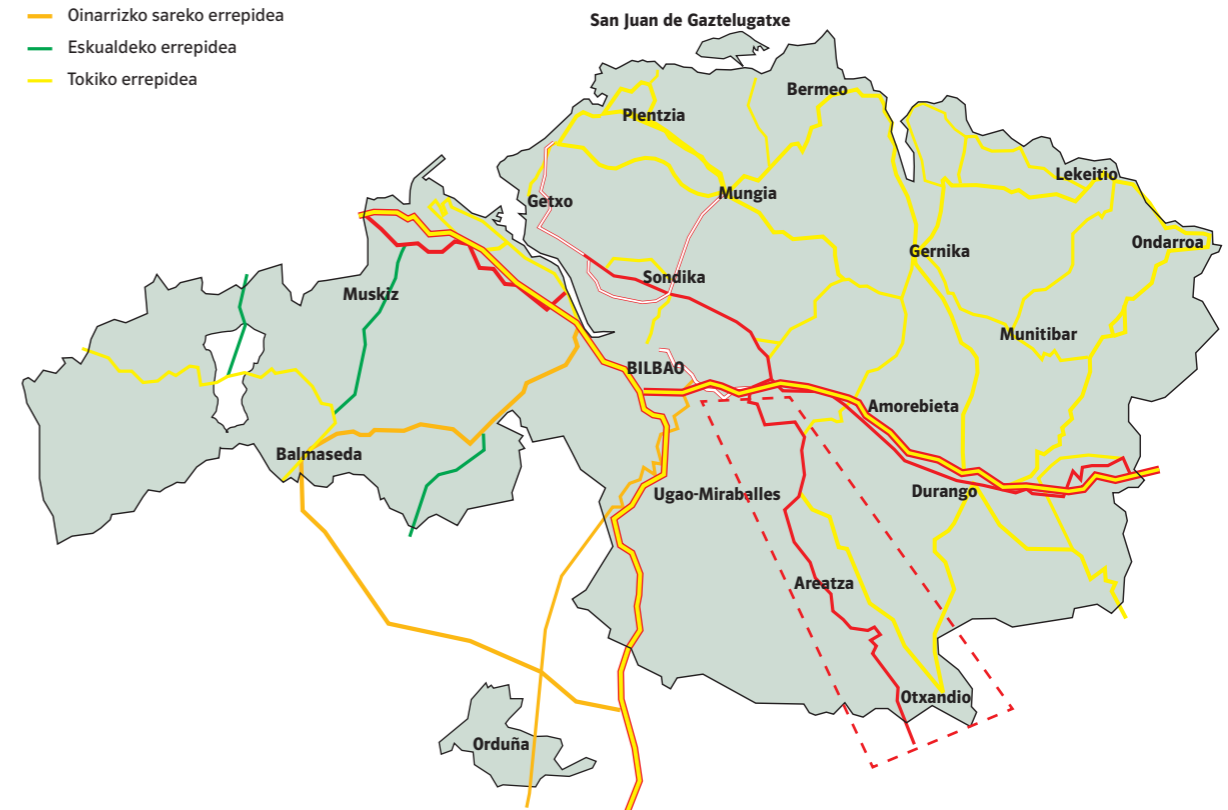 Oinarrizko sareko errepidea
Eskualdeko errepidea
Tokiko errepidea
San Juan de Gaztelugatxe
Bermeo
Plentzia
Lekeitio
Mungia
Getxo
Ondarroa
Gernika
Sondika
Muskiz
Munitibar
BILBAO
Amorebieta
Balmaseda
Durango
Ugao-Miraballes
Areatza
Otxandio
Orduña